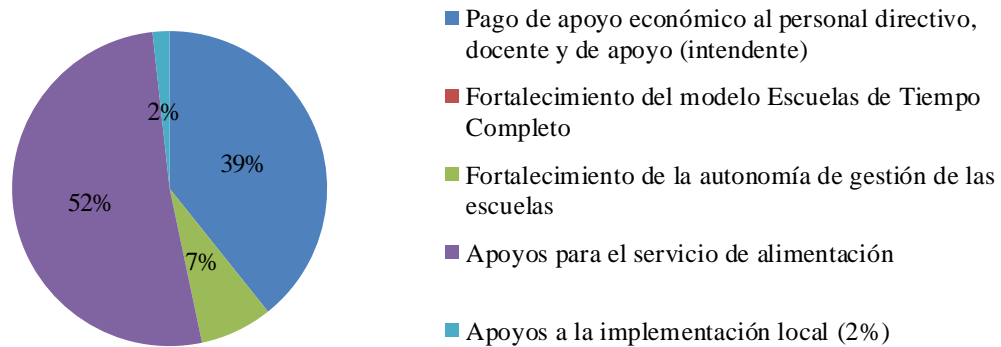 2%
39%
52%
7%
Pago de apoyo económico al personal directivo,
docente y de apoyo (intendente)
Fortalecimiento del modelo Escuelas de Tiempo
Completo
Fortalecimiento de la autonomía de gestión de las
escuelas
Apoyos para el servicio de alimentación
Apoyos a la implementación local (2%)